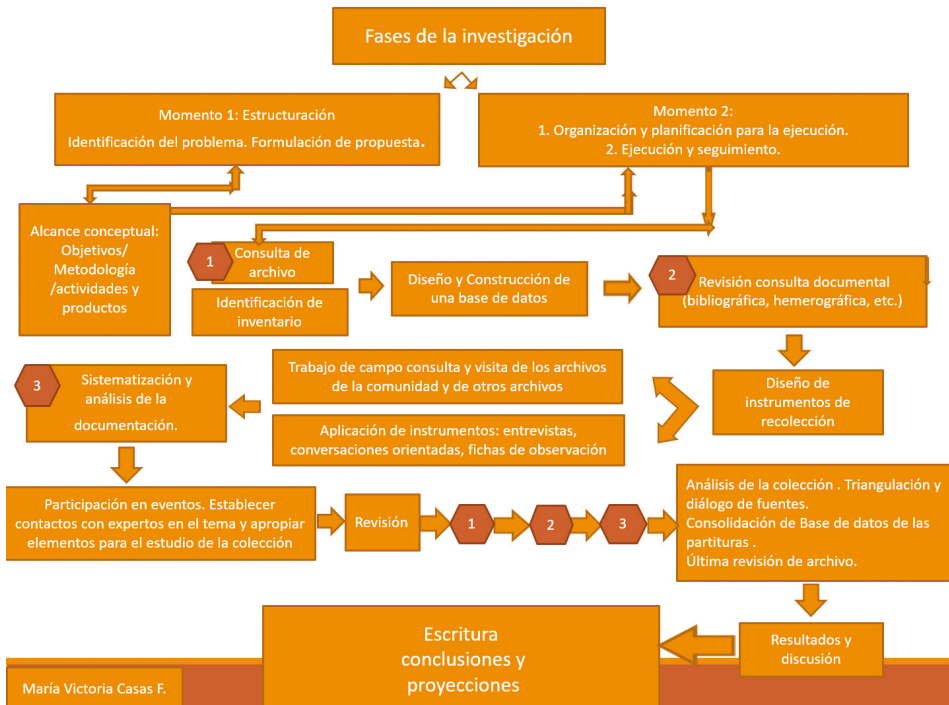 Fases de la investigación
Momento 1: Estructuración
Identificación del problema. Formulación de propuesta.
Momento 2:
1. Organización y planificación para la ejecución.
2. Ejecución y seguimiento.
Alcance conceptual:
Objetivos/
Metodología
/actividades y
productos
1
Consulta de
archivo
Identificación de
inventario
Diseño y Construcción de
una base de datos
2
Revisión consulta documental
(bibliográfica, hemerográfica, etc.)
Diseño de
instrumentos de
recolección
Trabajo de campo consulta y visita de los archivos
de la comunidad y de otros archivos
Aplicación de instrumentos: entrevistas,
conversaciones orientadas, fichas de observación
3
Sistematización y
análisis de la
documentación.
Participación en eventos. Establecer
contactos con expertos en el tema y apropiar
elementos para el estudio de la colección
Revisión
1
2
3
Análisis de la colección . Triangulación y
diálogo de fuentes.
Consolidación de Base de datos de las
partituras .
Última revisión de archivo.
Resultados y
discusión
Escritura
conclusiones y
proyecciones
María Victoria Casas F.